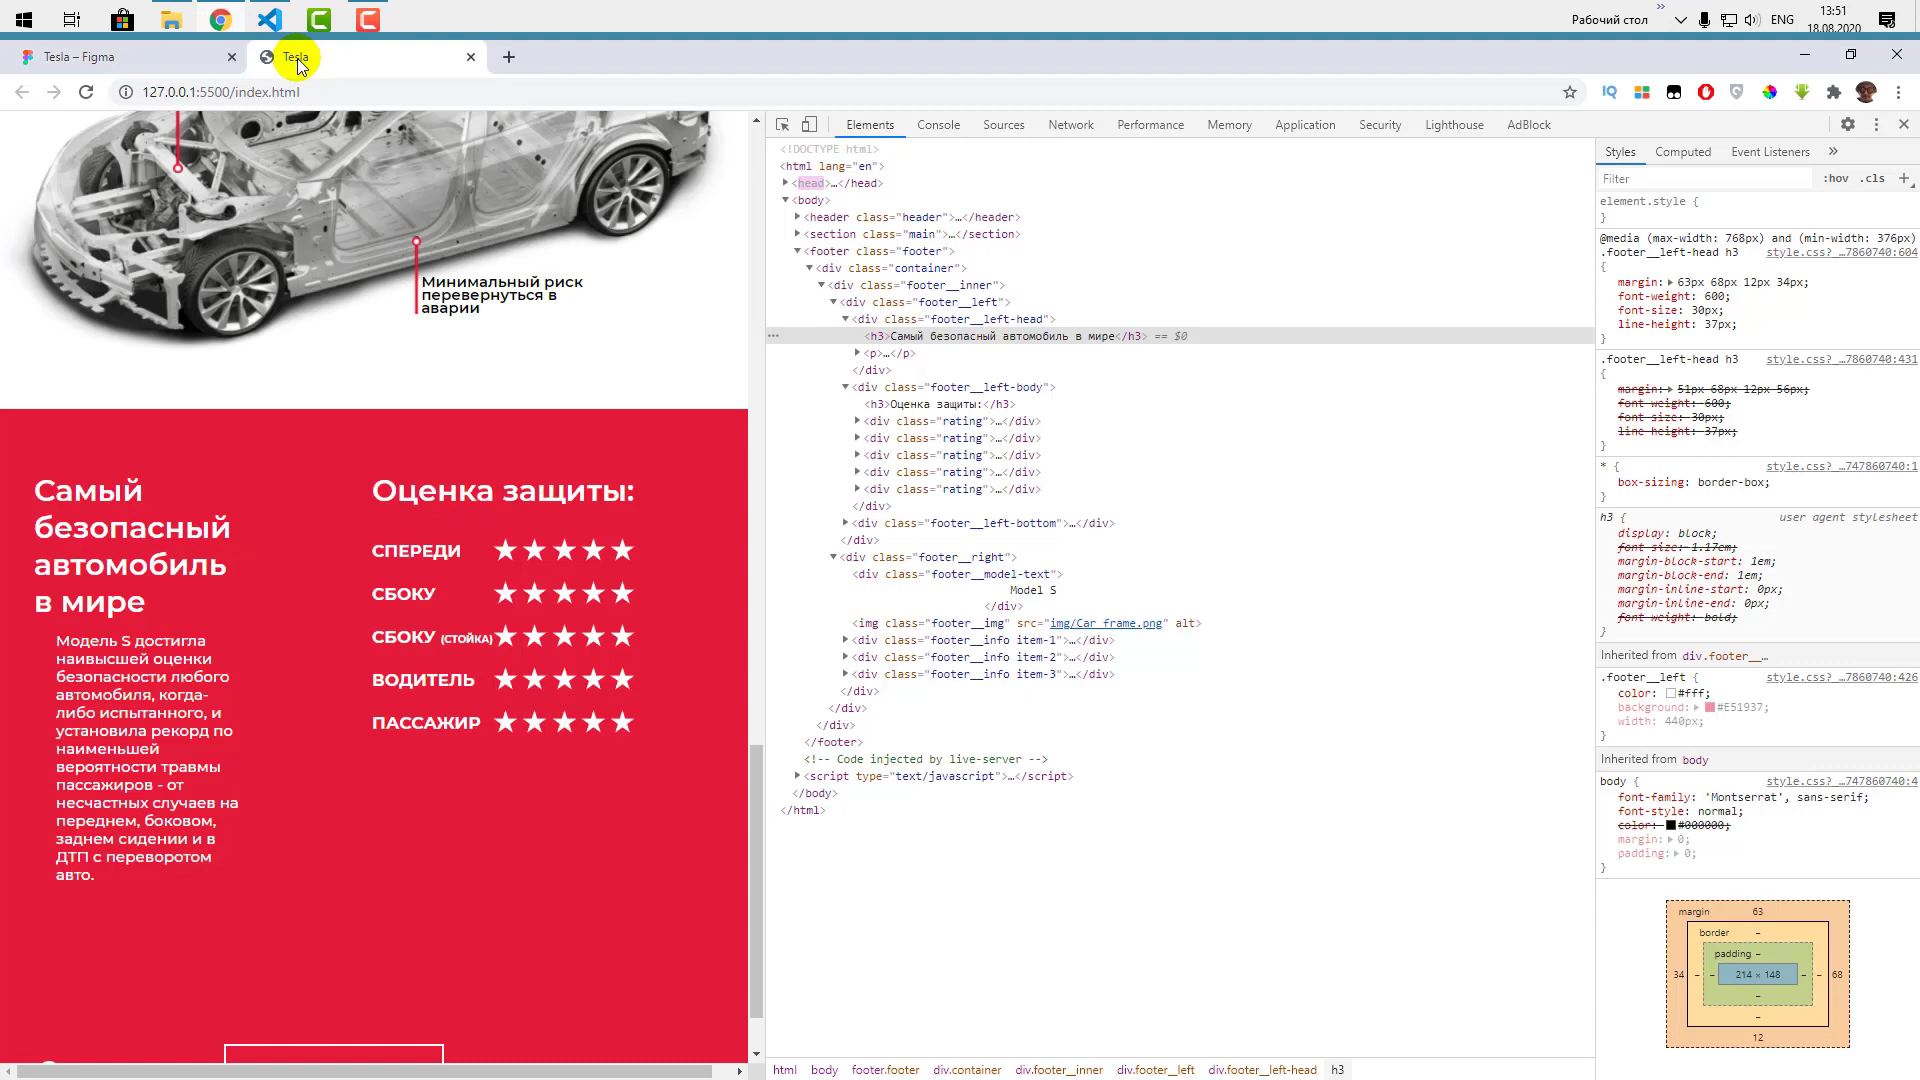 Рабочий стол
ENG
13:51
18.08.2020
Tesla – Figma
Tesla
127.0.0.1:5500/index.html
Минимальный риск
перевернуться в
аварии
Самый
безопасный
автомобиль
в мире
Модель S достигла
наивысшей оценки
безопасности любого
автомобиля, когда-
либо испытанного, и
установила рекорд по
наименьшей
вероятности травмы
пассажиров - от
несчастных случаев на
переднем, боковом,
заднем сидении и в
ДТП с переворотом
авто.
Оценка защиты:
СПЕРЕДИ ★★★★★
СБОКУ ★★★★★
СБОКУ (СТОЙКА) ★★★★★
ВОДИТЕЛЬ ★★★★★
ПАССАЖИР ★★★★★
Elements Console Sources Network Performance Memory Application Security Lighthouse AdBlock
<!DOCTYPE html>
<html lang="en">
<head>…</head>
<body>
<header class="header">…</header>
<section class="main">…</section>
<footer class="footer">
<div class="container">
<div class="footer__inner">
<div class="footer__left">
<div class="footer__left-head">
<h3>Самый безопасный автомобиль в мире</h3> == $0
<p>…</p>
</div>
<div class="footer__left-body">
<h3>Оценка защиты:</h3>
<div class="rating">…</div>
<div class="rating">…</div>
<div class="rating">…</div>
<div class="rating">…</div>
<div class="rating">…</div>
</div>
<div class="footer__left-bottom">…</div>
</div>
<div class="footer__right">
<div class="footer__model-text">
Model S
</div>
<img class="footer__img" src="img/Car frame.png" alt>
<div class="footer__info item-1">…</div>
<div class="footer__info item-2">…</div>
<div class="footer__info item-3">…</div>
</div>
</div>
</div>
</footer>
<!-- Code injected by live-server -->
<script type="text/javascript">…</script>
</body>
</html>
html body footer.footer div.container div.footer__inner div.footer__left div.footer__left-head h3
Styles Computed Event Listeners »
Filter :hov .cls +
element.style {
}
@media (max-width: 768px) and (min-width: 376px)
.footer__left-head h3 style.css?_…7860740:604
{
margin: 63px 68px 12px 34px;
font-weight: 600;
font-size: 30px;
line-height: 37px;
}
.footer__left-head h3 style.css?_…7860740:431
{
margin: 51px 68px 12px 56px;
font-weight: 600;
font-size: 30px;
line-height: 37px;
}
* { style.css?_…747860740:1
box-sizing: border-box;
}
h3 { user agent stylesheet
display: block;
font-size: 1.17em;
margin-block-start: 1em;
margin-block-end: 1em;
margin-inline-start: 0px;
margin-inline-end: 0px;
font-weight: bold;
}
Inherited from div.footer__…
.footer__left { style.css?_…7860740:426
color: #fff;
background: #E51937;
width: 440px;
}
Inherited from body
body { style.css?_…747860740:4
font-family: 'Montserrat', sans-serif;
font-style: normal;
color: #000000;
margin: 0;
padding: 0;
}
margin 63
border –
padding –
34 – – 214 × 148 – – 68
–
–
12